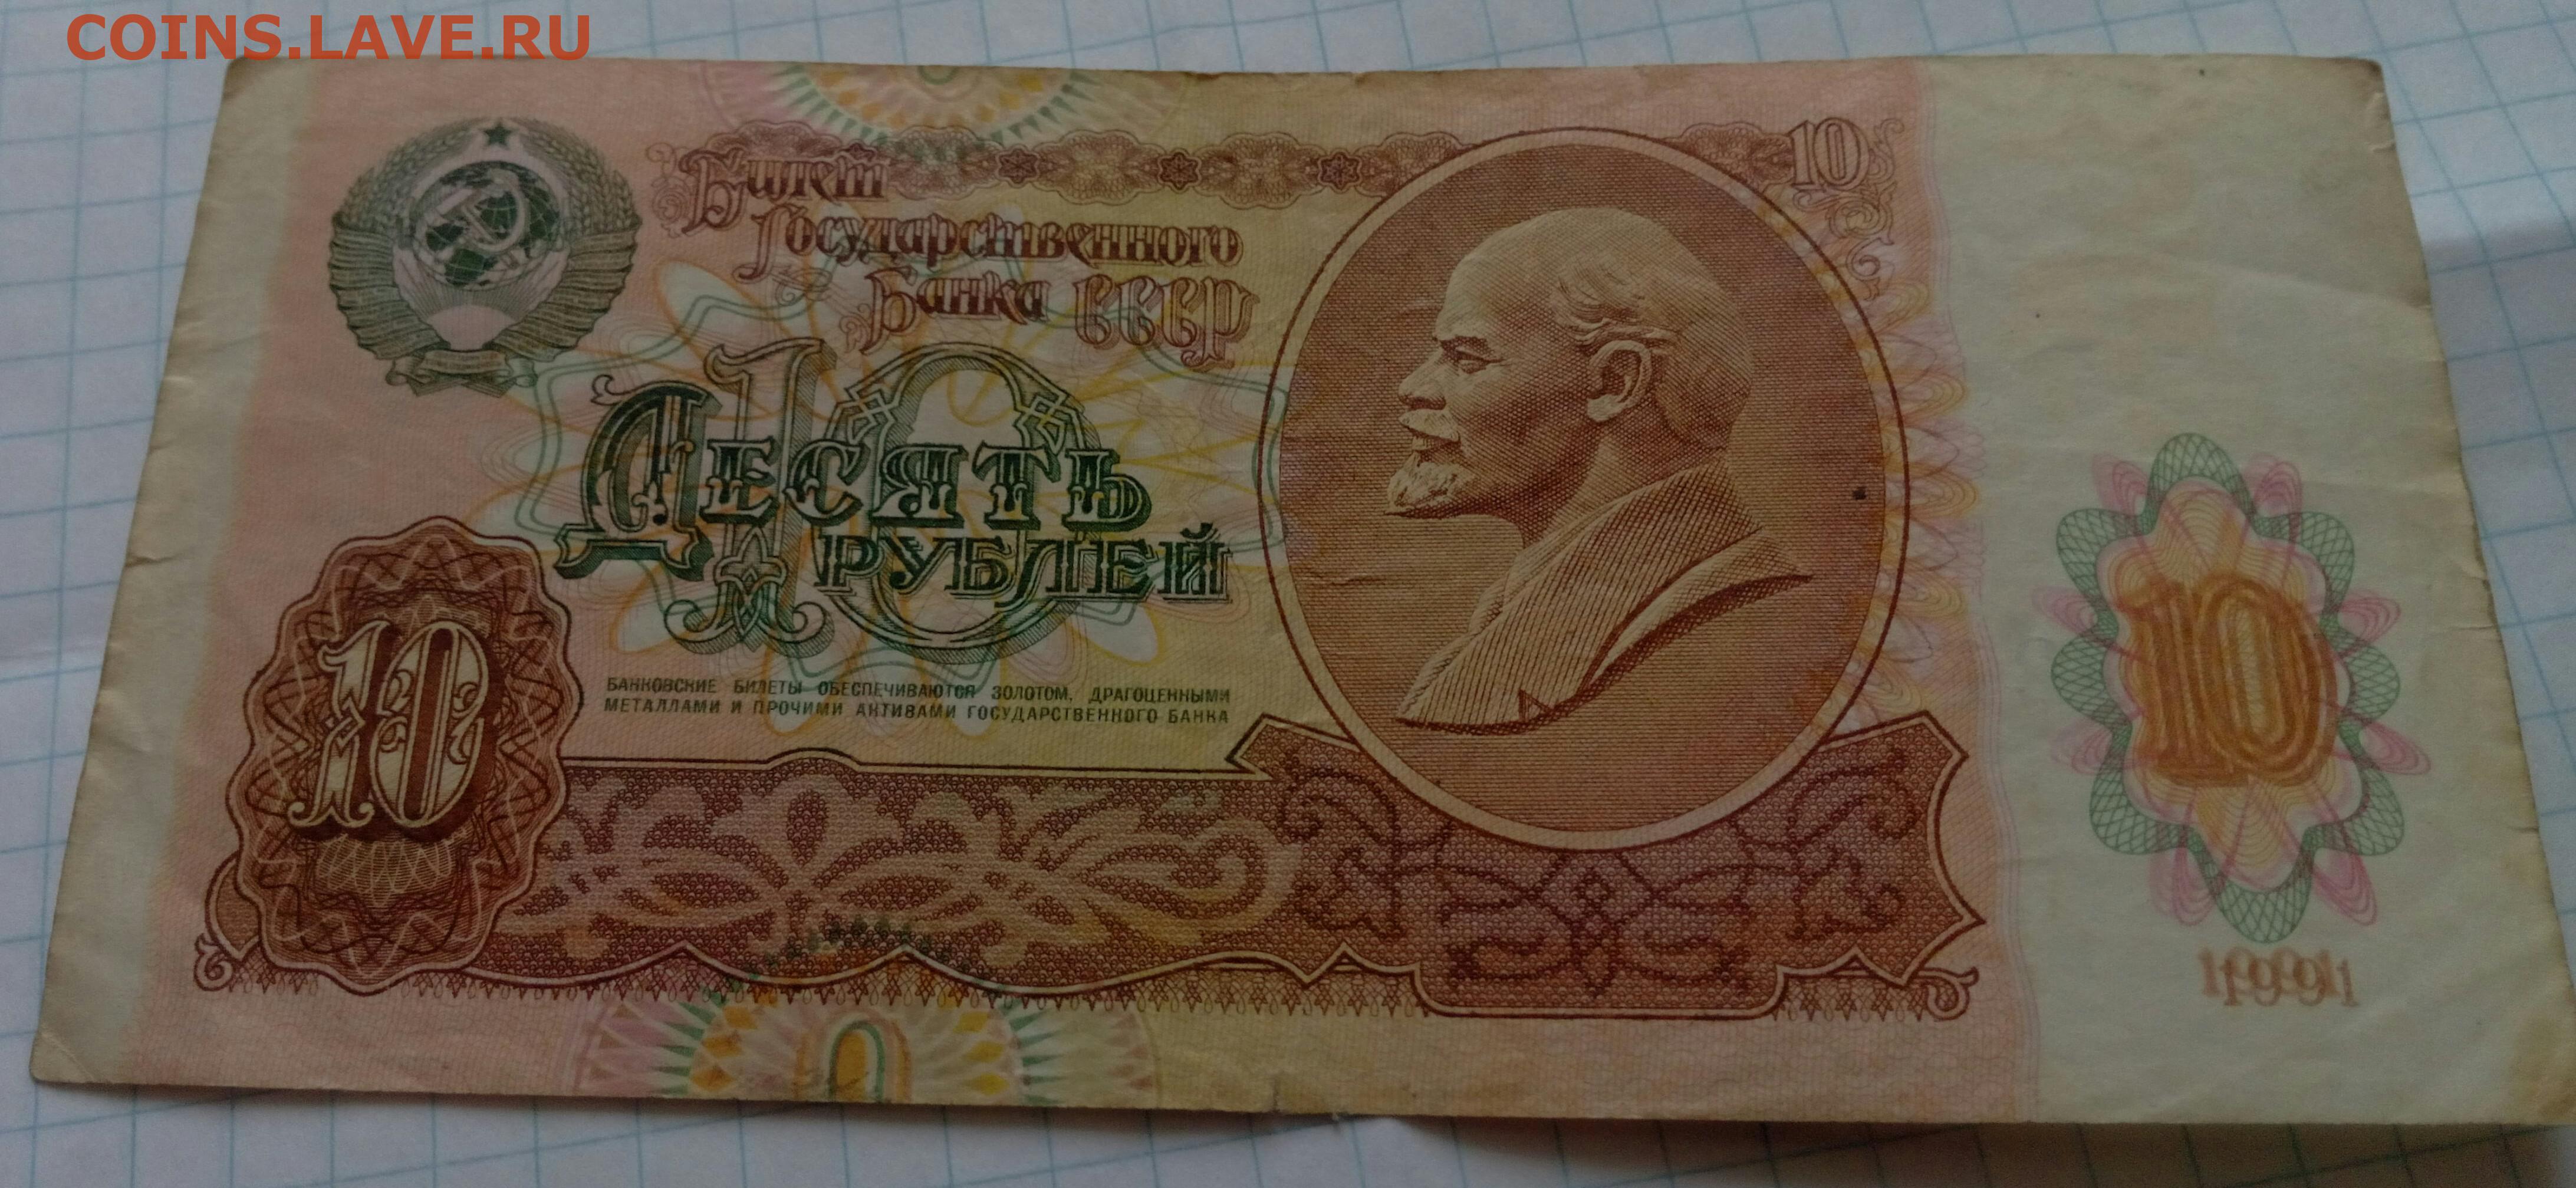 COINS.LAVE.RU
10
Билет
Государственного
Банка СССР
10
Десять
рублей
БАНКОВСКИЕ БИЛЕТЫ ОБЕСПЕЧИВАЮТСЯ ЗОЛОТОМ, ДРАГОЦЕННЫМИ
МЕТАЛЛАМИ И ПРОЧИМИ АКТИВАМИ ГОСУДАРСТВЕННОГО БАНКА
10
10
1991